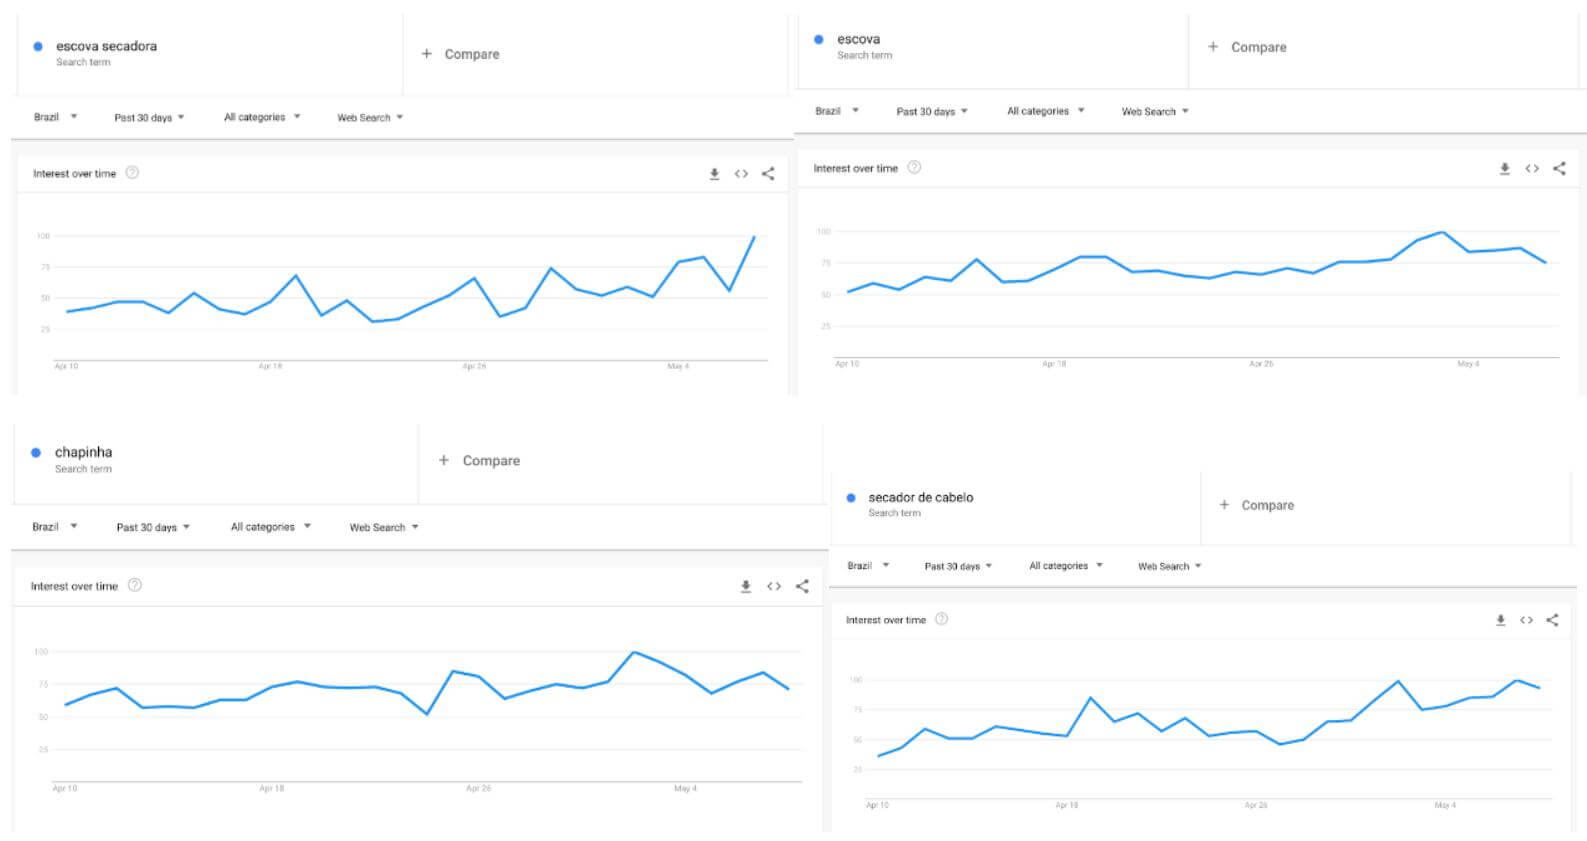 escova secadora
Search term
+ Compare
Brazil
Past 30 days
All categories
Web Search
Interest over time
100
75
50
25
Apr 10
Apr 18
Apr 26
May 4
escova
Search term
+ Compare
Brazil
Past 30 days
All categories
Web Search
Interest over time
100
75
50
25
Apr 10
Apr 18
Apr 26
May 4
chapinha
Search term
+ Compare
Brazil
Past 30 days
All categories
Web Search
Interest over time
100
75
50
25
Apr 10
Apr 18
Apr 26
May 4
secador de cabelo
Search term
+ Compare
Brazil
Past 30 days
All categories
Web Search
Interest over time
100
75
50
25
Apr 10
Apr 18
Apr 26
May 4